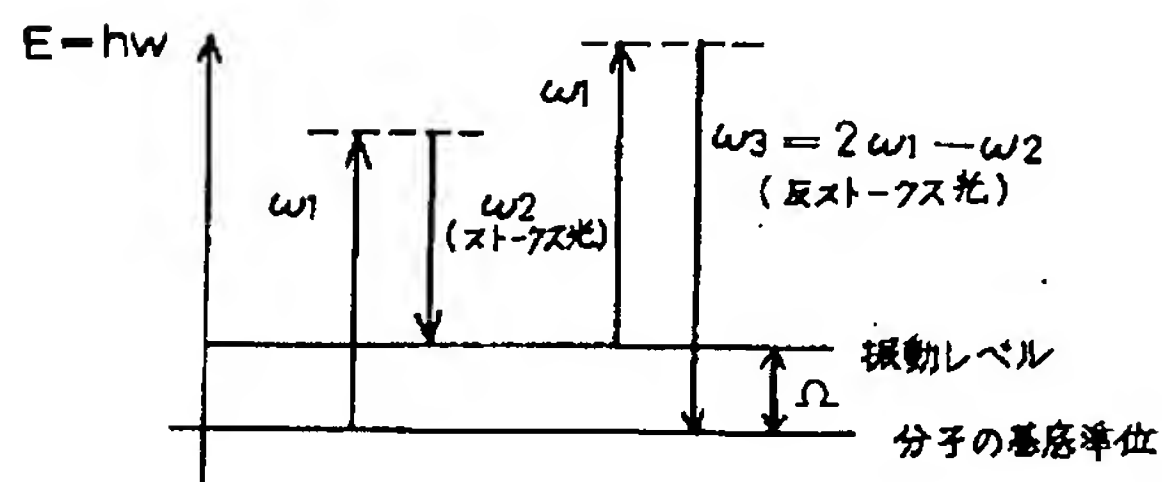 E=hw
ω1
ω2
(ストークス光)
ω1
ω3=2ω1-ω2
(反ストークス光)
振動レベル
Ω
分子の基底準位